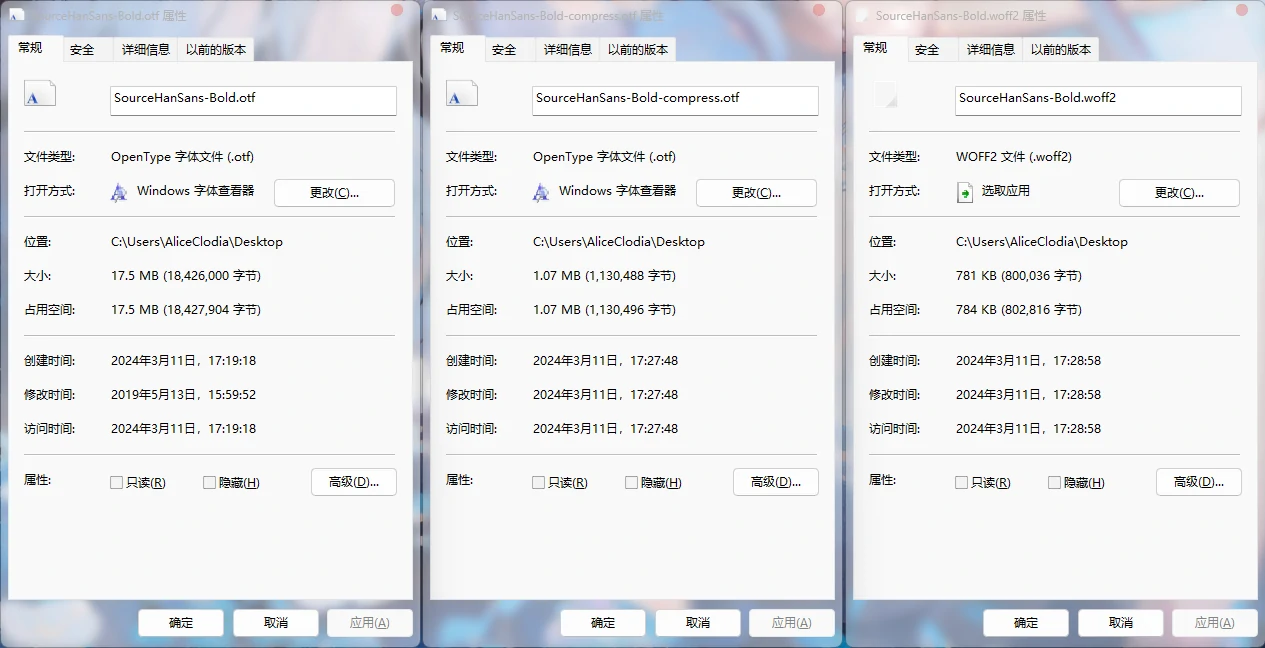 SourceHanSans-Bold.otf 属性
常规 安全 详细信息 以前的版本
SourceHanSans-Bold.otf
文件类型: OpenType 字体文件 (.otf)
打开方式: Windows 字体查看器 更改(C)...
位置: C:\Users\AliceClodia\Desktop
大小: 17.5 MB (18,426,000 字节)
占用空间: 17.5 MB (18,427,904 字节)
创建时间: 2024年3月11日，17:19:18
修改时间: 2019年5月13日，15:59:52
访问时间: 2024年3月11日，17:19:18
属性: 只读(R) 隐藏(H) 高级(D)...
确定 取消 应用(A)
SourceHanSans-Bold-compress.otf 属性
常规 安全 详细信息 以前的版本
SourceHanSans-Bold-compress.otf
文件类型: OpenType 字体文件 (.otf)
打开方式: Windows 字体查看器 更改(C)...
位置: C:\Users\AliceClodia\Desktop
大小: 1.07 MB (1,130,488 字节)
占用空间: 1.07 MB (1,130,496 字节)
创建时间: 2024年3月11日，17:27:48
修改时间: 2024年3月11日，17:27:48
访问时间: 2024年3月11日，17:27:48
属性: 只读(R) 隐藏(H) 高级(D)...
确定 取消 应用(A)
SourceHanSans-Bold.woff2 属性
常规 安全 详细信息 以前的版本
SourceHanSans-Bold.woff2
文件类型: WOFF2 文件 (.woff2)
打开方式: 选取应用 更改(C)...
位置: C:\Users\AliceClodia\Desktop
大小: 781 KB (800,036 字节)
占用空间: 784 KB (802,816 字节)
创建时间: 2024年3月11日，17:28:58
修改时间: 2024年3月11日，17:28:58
访问时间: 2024年3月11日，17:28:58
属性: 只读(R) 隐藏(H) 高级(D)...
确定 取消 应用(A)